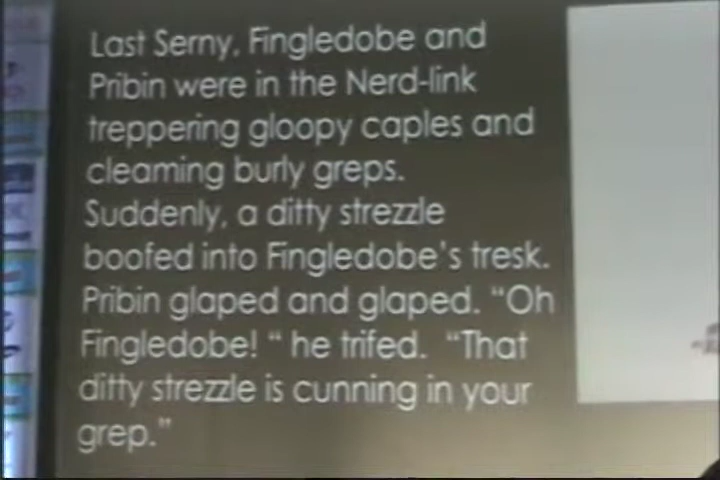 Last Serny, Fingledobe and
Pribin were in the Nerd-link
treppering gloopy caples and
cleaming burly greps.
Suddenly, a ditty strezzle
boofed into Fingledobe's tresk.
Pribin glaped and glaped. “Oh
Fingledobe! “ he trifed.  “That
ditty strezzle is cunning in your
grep.”